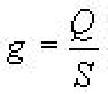 g = Q/S